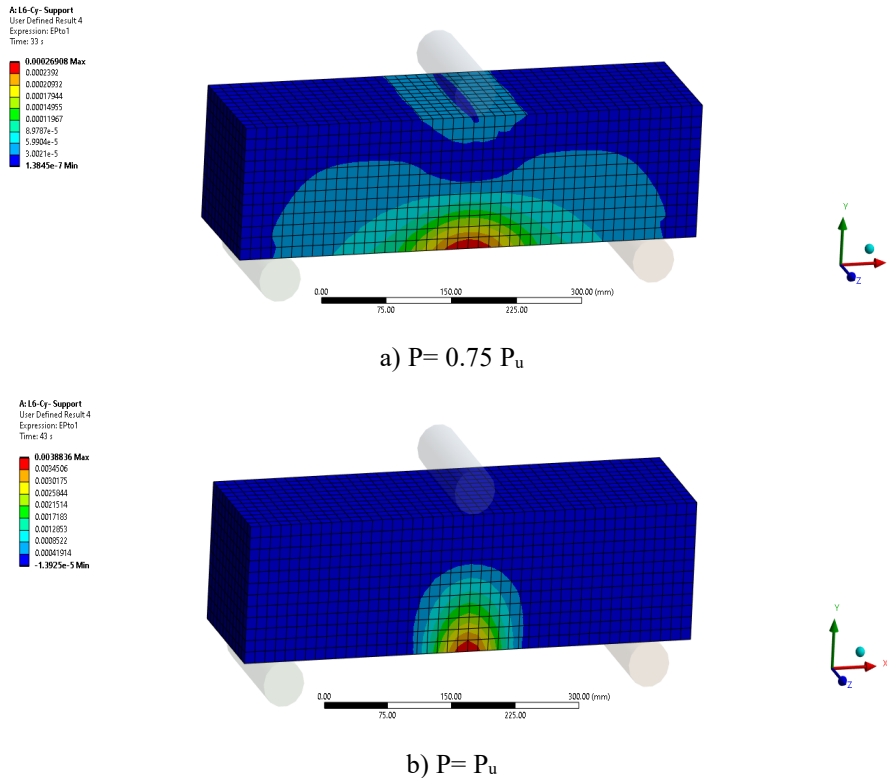 A: L6-Cy- Support
User Defined Result 4
Expression: EPto1
Time: 33 s
0.00026908 Max
0.0002392
0.00020932
0.00017944
0.00014955
0.00011967
8.9787e-5
5.9904e-5
3.0021e-5
1.3845e-7 Min
Y
Z
0.00 150.00 300.00 (mm)
75.00 225.00
a) P= 0.75 Pu
A: L6-Cy- Support
User Defined Result 4
Expression: EPto1
Time: 43 s
0.0038836 Max
0.0034506
0.0030175
0.0025844
0.0021514
0.0017183
0.0012853
0.0008522
0.00041914
-1.3925e-5 Min
Y
X
Z
0.00 150.00 300.00 (mm)
75.00 225.00
b) P= Pu